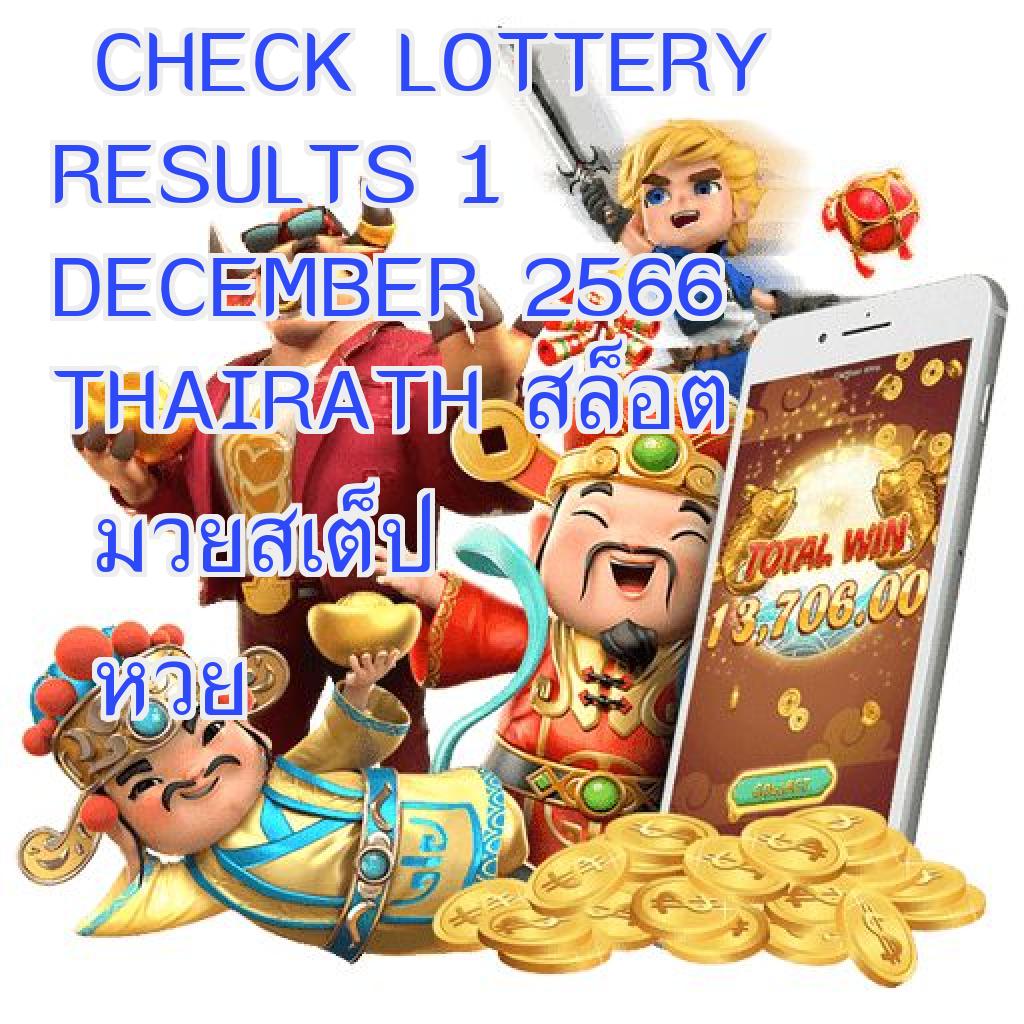 CHECK LOTTERY
RESULTS 1
DECEMBER 2566
THAIRATH สล็อต
มวยสเต็ป
หวย
TOTAL WIN
13,706.00